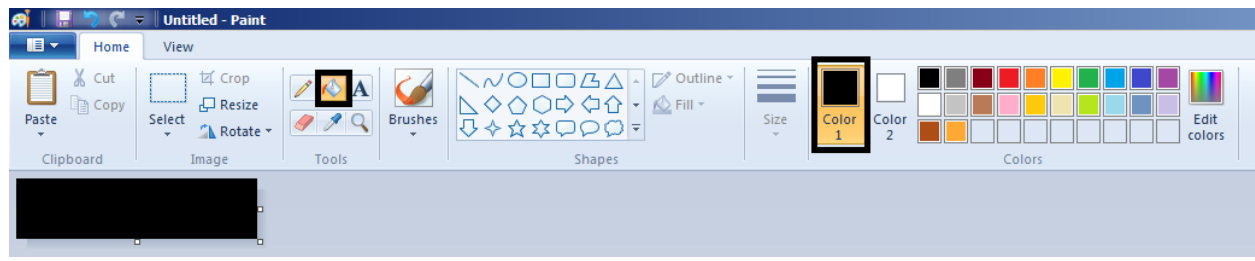 Untitled - Paint
Home View
Cut
Copy
Paste
Clipboard
Select
Crop
Resize
Rotate
Image
A
Tools
Brushes
Outline
Fill
Shapes
Size
Color
1
Color
2
Edit
colors
Colors